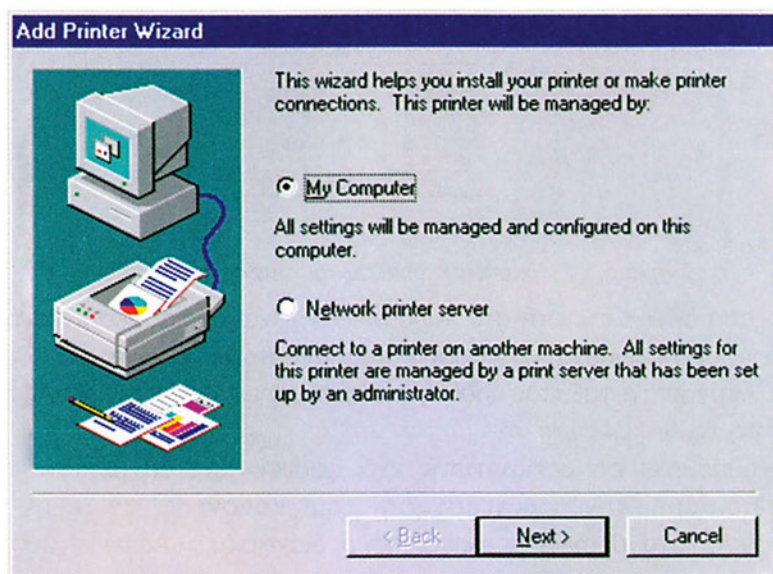 Add Printer Wizard
This wizard helps you install your printer or make printer
connections. This printer will be managed by:
My Computer
All settings will be managed and configured on this
computer.
Network printer server
Connect to a printer on another machine. All settings for
this printer are managed by a print server that has been set
up by an administrator.
< Back
Next >
Cancel